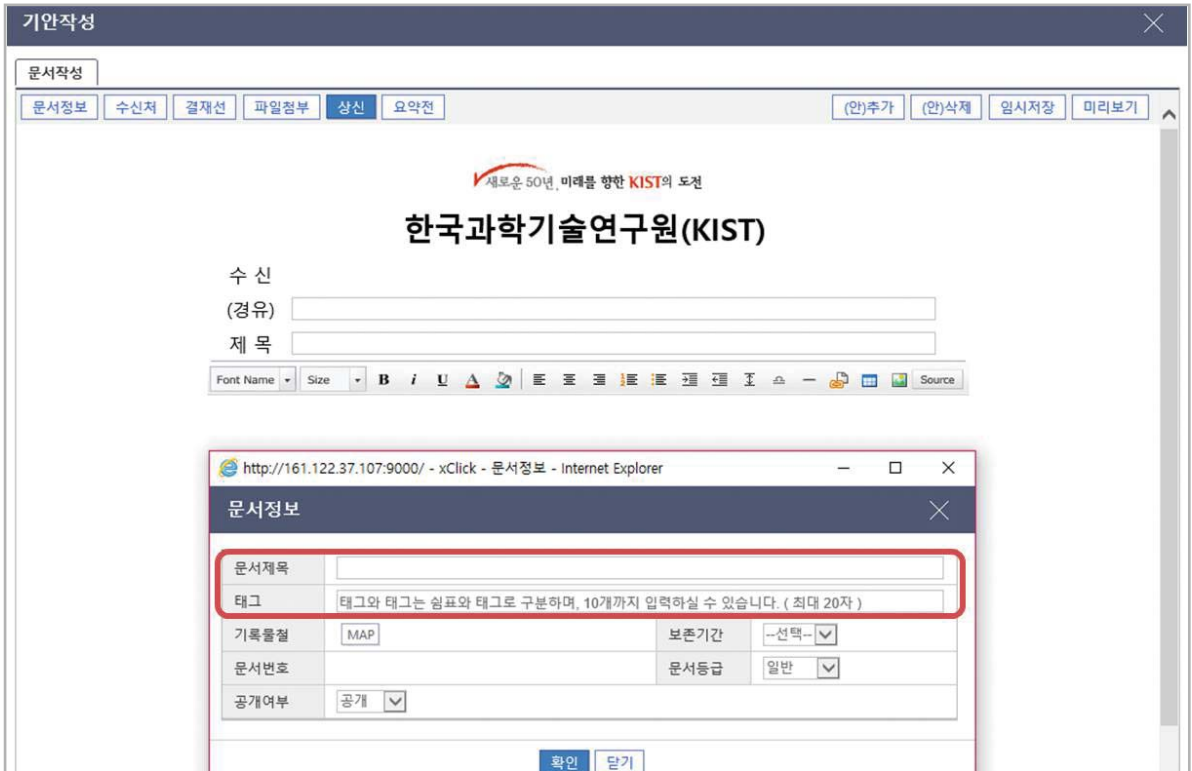 기안작성
문서작성
문서정보 수신처 결재선 파일첨부 상신 요약전 (안)추가 (안)삭제 임시저장 미리보기
새로운 50년, 미래를 향한 KIST의 도전
한국과학기술연구원(KIST)
수 신
(경유)
제 목
Font Name Size B i U A Source
http://161.122.37.107:9000/ - xClick - 문서정보 - Internet Explorer
문서정보
문서제목
태그 태그와 태그는 쉼표와 태그로 구분하며, 10개까지 입력하실 수 있습니다. ( 최대 20자 )
기록물철 MAP 보존기간 --선택--
문서번호 문서등급 일반
공개여부 공개
확인 닫기